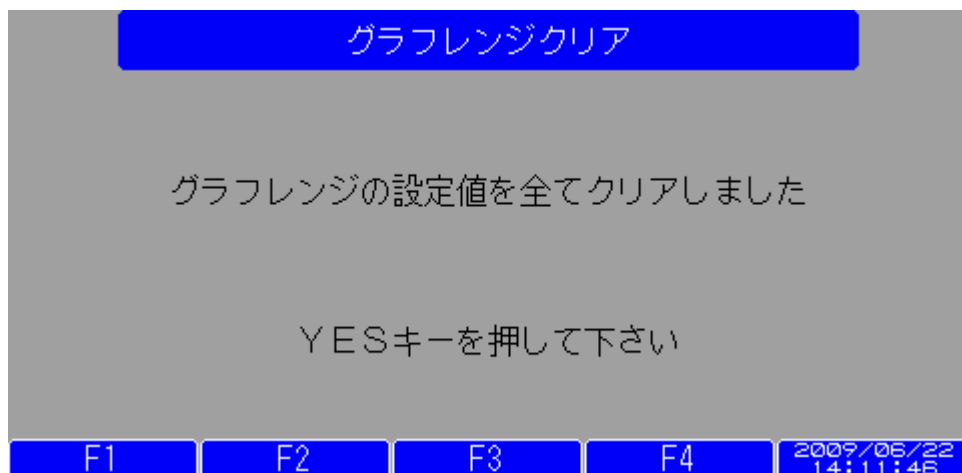 グラフレンジクリア
グラフレンジの設定値を全てクリアしました
ＹＥＳキーを押して下さい
F1 F2 F3 F4 2009/06/22
14:11:46